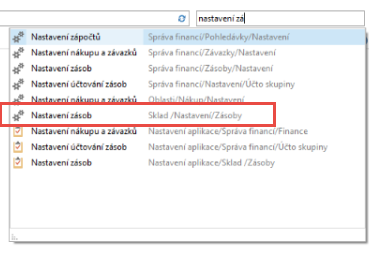 nastavení zá
Nastavení zápočtů Správa financí/Pohledávky/Nastavení
Nastavení nákupu a závazků Správa financí/Závazky/Nastavení
Nastavení zásob Správa financí/Zásoby/Nastavení
Nastavení účtování zásob Správa financí/Nastavení/Účto skupiny
Nastavení nákupu a závazků Oblasti/Nákup/Nastavení
Nastavení zásob Sklad /Nastavení/Zásoby
Nastavení nákupu a závazků Nastavení aplikace/Správa financí/Finance
Nastavení účtování zásob Nastavení aplikace/Správa financí/Účto skupiny
Nastavení zásob Nastavení aplikace/Sklad /Zásoby